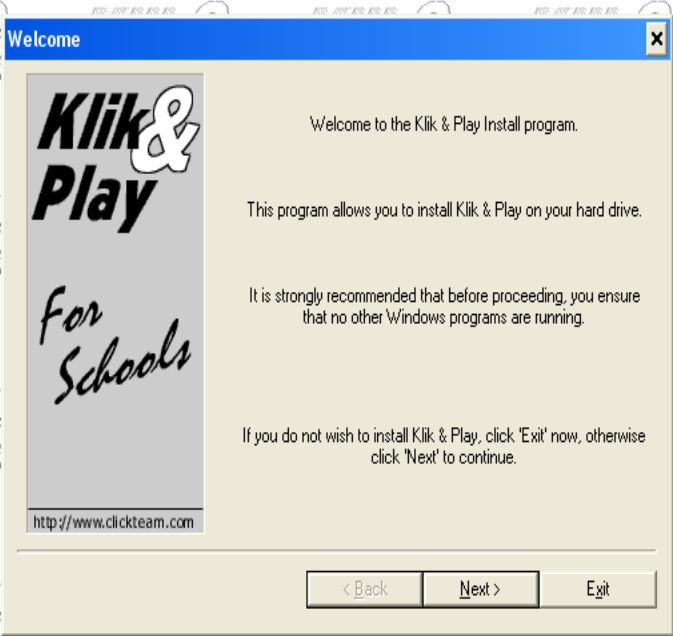 Welcome
Klik &
Play
For
Schools
http://www.clickteam.com
Welcome to the Klik & Play Install program.
This program allows you to install Klik & Play on your hard drive.
It is strongly recommended that before proceeding, you ensure
that no other Windows programs are running.
If you do not wish to install Klik & Play, click 'Exit' now, otherwise
click 'Next' to continue.
< Back
Next >
Exit